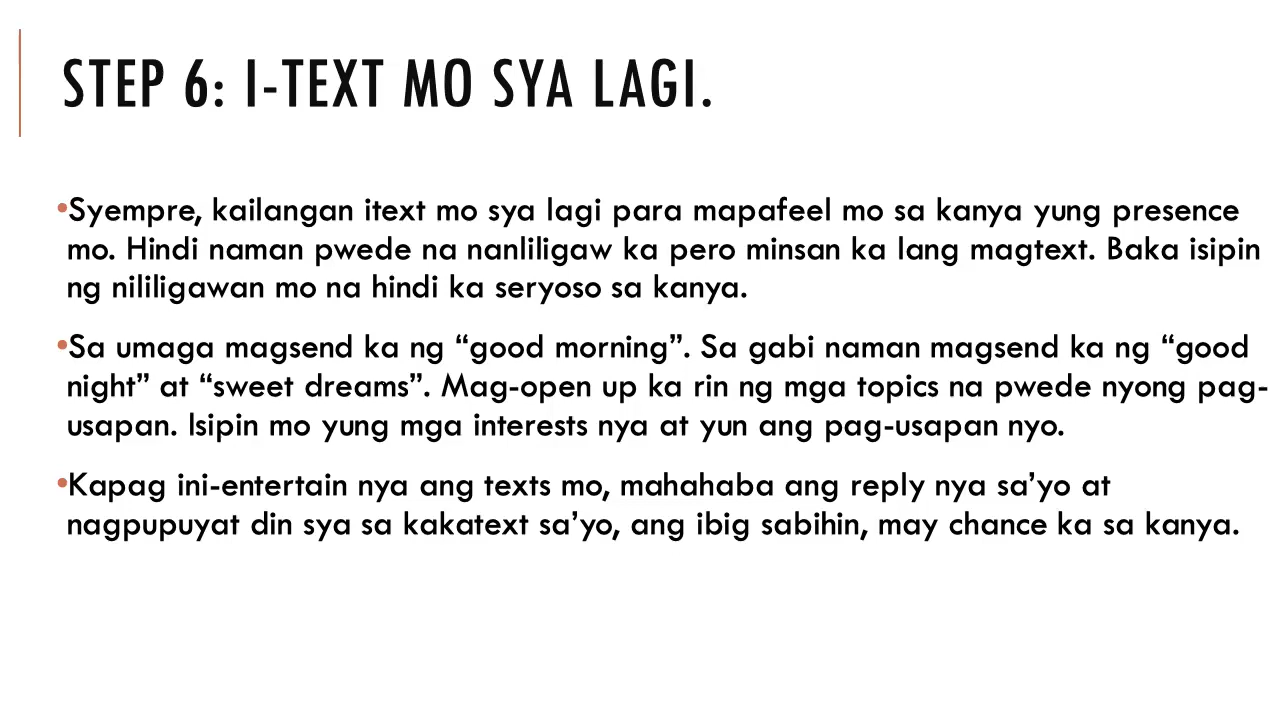 STEP 6: I-TEXT MO SYA LAGI.
•Syempre, kailangan itext mo sya lagi para mapafeel mo sa kanya yung presence
mo. Hindi naman pwede na nanliligaw ka pero minsan ka lang magtext. Baka isipin
ng nililigawan mo na hindi ka seryoso sa kanya.
•Sa umaga magsend ka ng “good morning”. Sa gabi naman magsend ka ng “good
night” at “sweet dreams”. Mag-open up ka rin ng mga topics na pwede nyong pag-
usapan. Isipin mo yung mga interests nya at yun ang pag-usapan nyo.
•Kapag ini-entertain nya ang texts mo, mahahaba ang reply nya sa’yo at
nagpupuyat din sya sa kakatext sa’yo, ang ibig sabihin, may chance ka sa kanya.